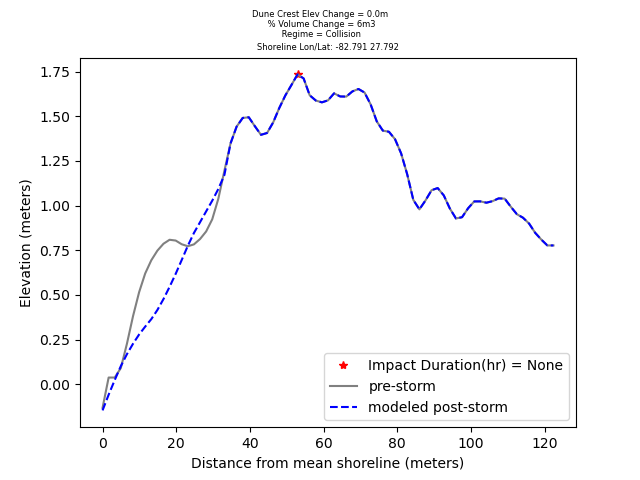 Dune Crest Elev Change = 0.0m
% Volume Change = 6m3
Regime = Collision
Shoreline Lon/Lat: -82.791 27.792
1.75
1.50
1.25
1.00
0.75
0.50
0.25
0.00
Elevation (meters)
Impact Duration(hr) = None
pre-storm
modeled post-storm
0 20 40 60 80 100 120
Distance from mean shoreline (meters)